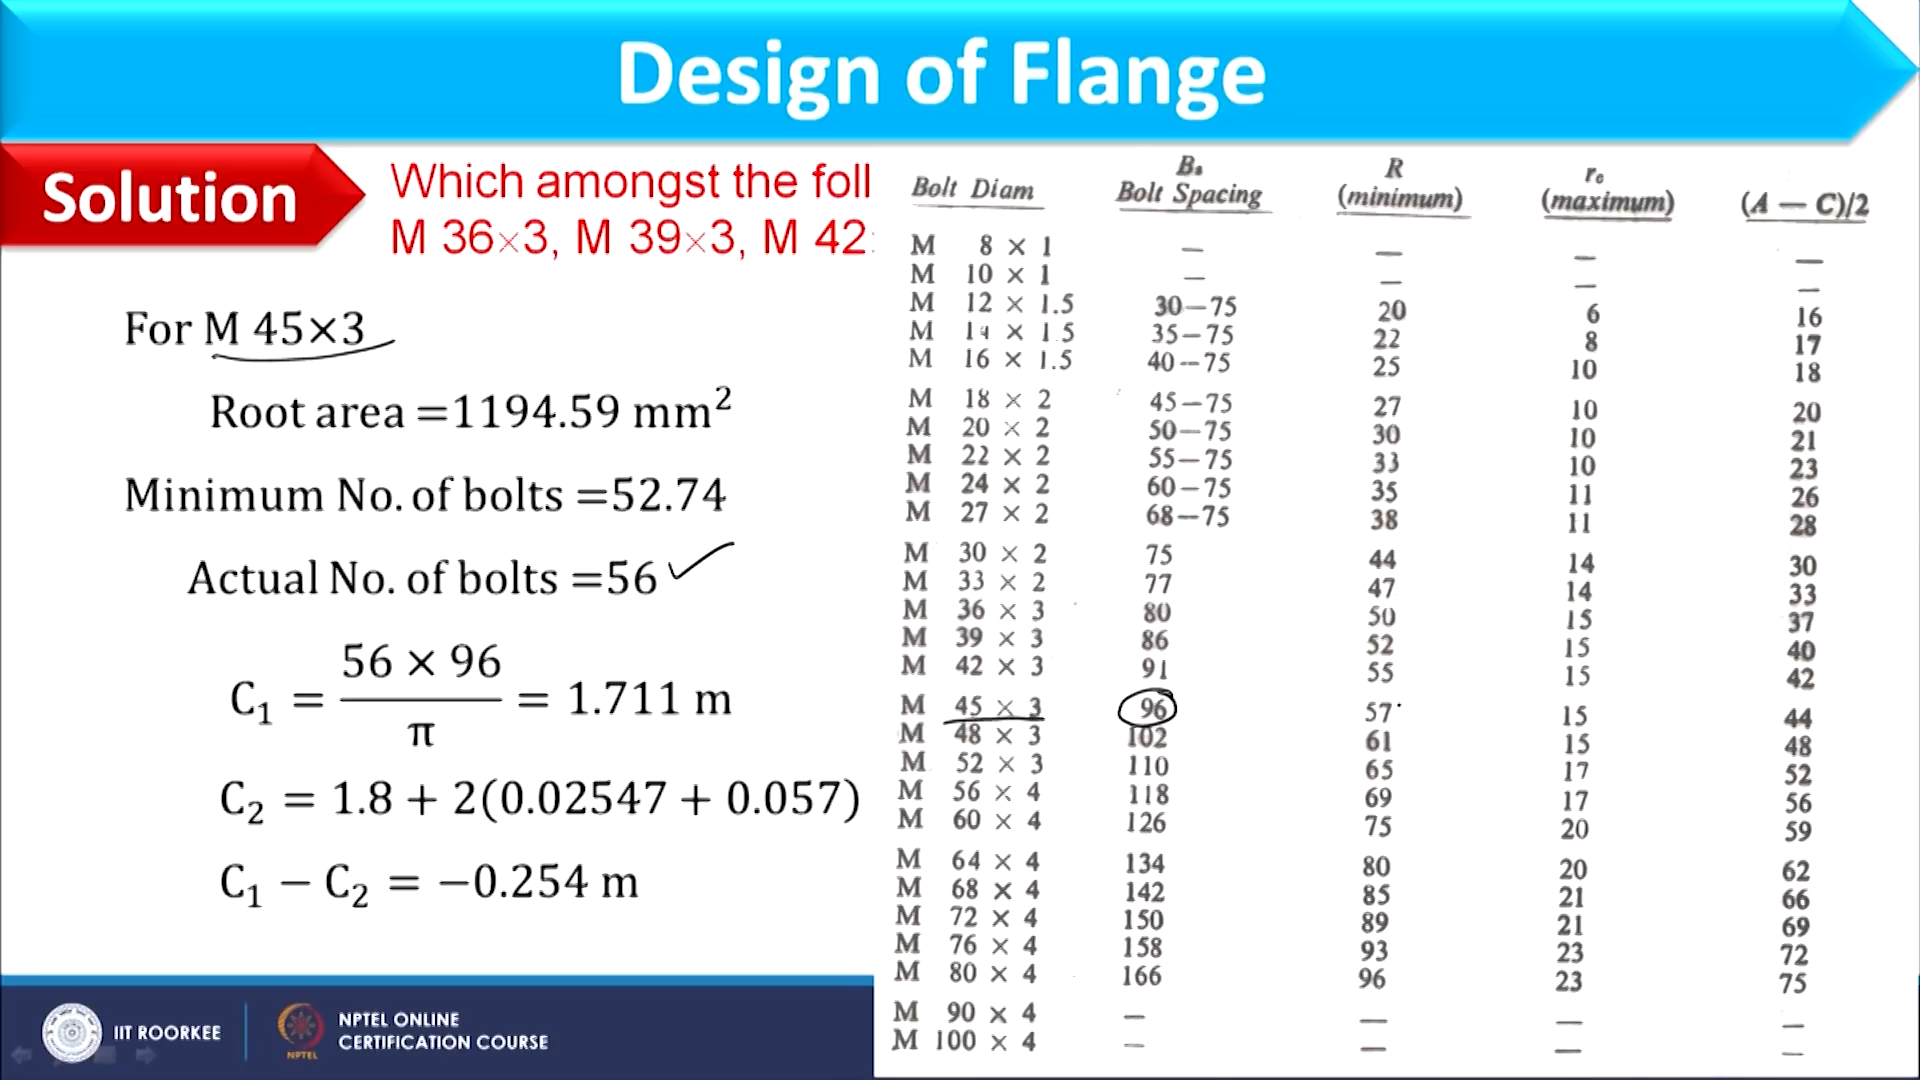 Design of Flange
Solution
Which amongst the foll
M 36×3, M 39×3, M 42
For M 45×3
Root area =1194.59 mm²
Minimum No. of bolts =52.74
Actual No. of bolts =56 ✓
C₁ = 56 × 96 / π = 1.711 m
C₂ = 1.8 + 2(0.02547 + 0.057)
C₁ − C₂ = −0.254 m
Bolt Diam Bₛ Bolt Spacing R (minimum) r꜀ (maximum) (A — C)/2
M 8 × 1 — — — —
M 10 × 1 — — — —
M 12 × 1.5 30—75 20 6 16
M 14 × 1.5 35—75 22 8 17
M 16 × 1.5 40—75 25 10 18
M 18 × 2 45—75 27 10 20
M 20 × 2 50—75 30 10 21
M 22 × 2 55—75 33 10 23
M 24 × 2 60—75 35 11 26
M 27 × 2 68—75 38 11 28
M 30 × 2 75 44 14 30
M 33 × 2 77 47 14 33
M 36 × 3 80 50 15 37
M 39 × 3 86 52 15 40
M 42 × 3 91 55 15 42
M 45 × 3 96 57 15 44
M 48 × 3 102 61 15 48
M 52 × 3 110 65 17 52
M 56 × 4 118 69 17 56
M 60 × 4 126 75 20 59
M 64 × 4 134 80 20 62
M 68 × 4 142 85 21 66
M 72 × 4 150 89 21 69
M 76 × 4 158 93 23 72
M 80 × 4 166 96 23 75
M 90 × 4 — — — —
M 100 × 4 — — — —
IIT ROORKEE
NPTEL
NPTEL ONLINE
CERTIFICATION COURSE